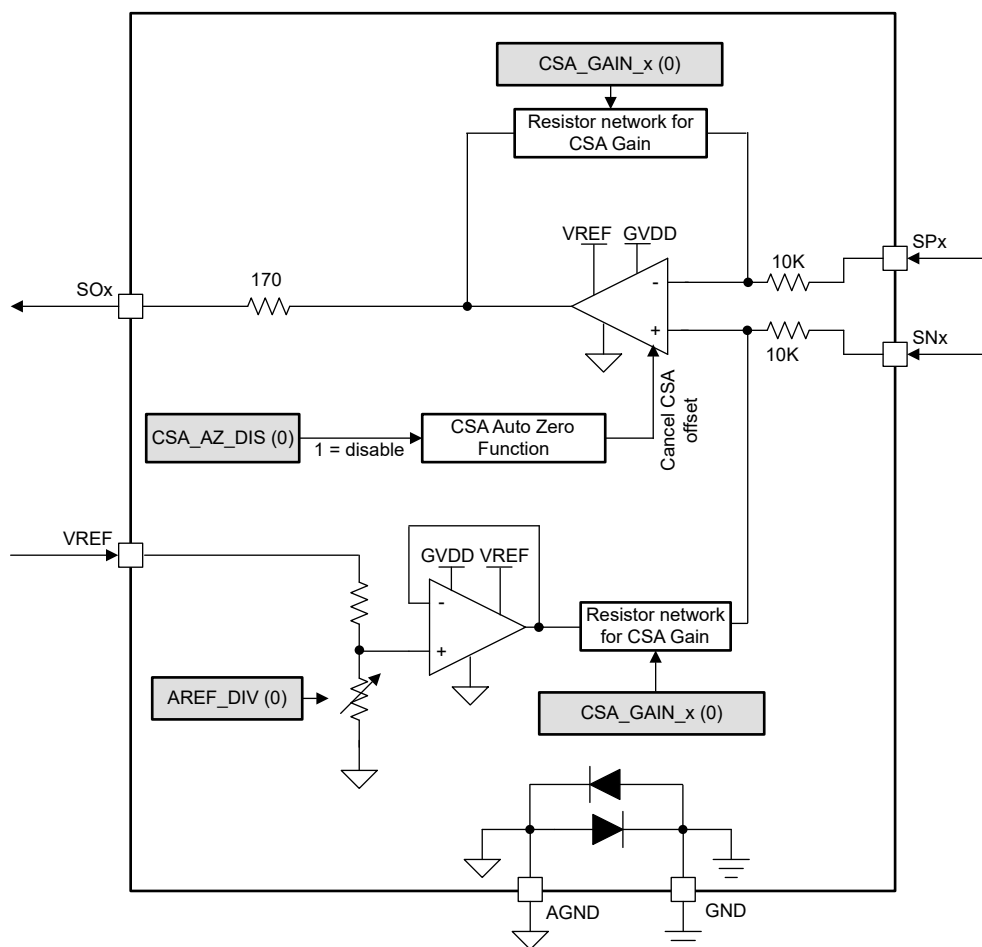 CSA_GAIN_x (0)
Resistor network for
CSA Gain
VREF
GVDD
SPx
10K
170
SOx
-
+
SNx
10K
Cancel CSA
offset
CSA_AZ_DIS (0)
1 = disable
CSA Auto Zero
Function
VREF
GVDD
VREF
-
+
Resistor network
for CSA Gain
AREF_DIV (0)
CSA_GAIN_x (0)
AGND
GND